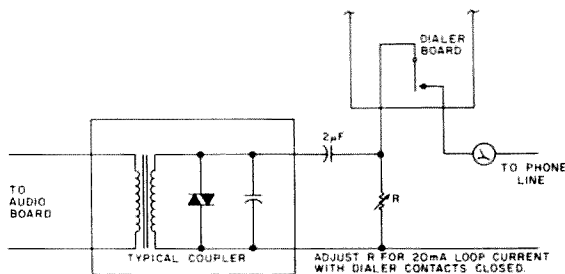 DIALER
BOARD
2µF
TO PHONE
LINE
TO
AUDIO
BOARD
R
TYPICAL COUPLER
ADJUST R FOR 20mA LOOP CURRENT
WITH DIALER CONTACTS CLOSED.